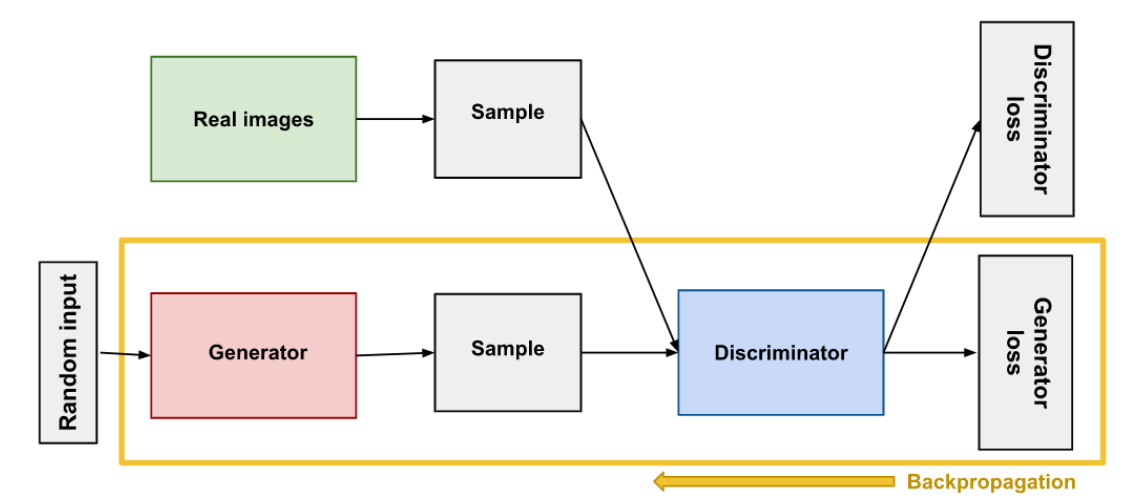 Real images
Sample
Discriminator
loss
Random input
Generator
Sample
Discriminator
Generator
loss
Backpropagation